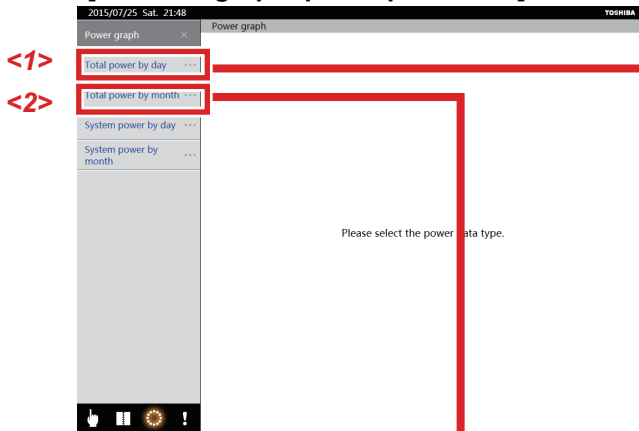 2015/07/25 Sat. 21:48
TOSHIBA
Power graph ×
Power graph
<1>
Total power by day ...
<2>
Total power by month ...
System power by day ...
System power by
month ...
Please select the power data type.